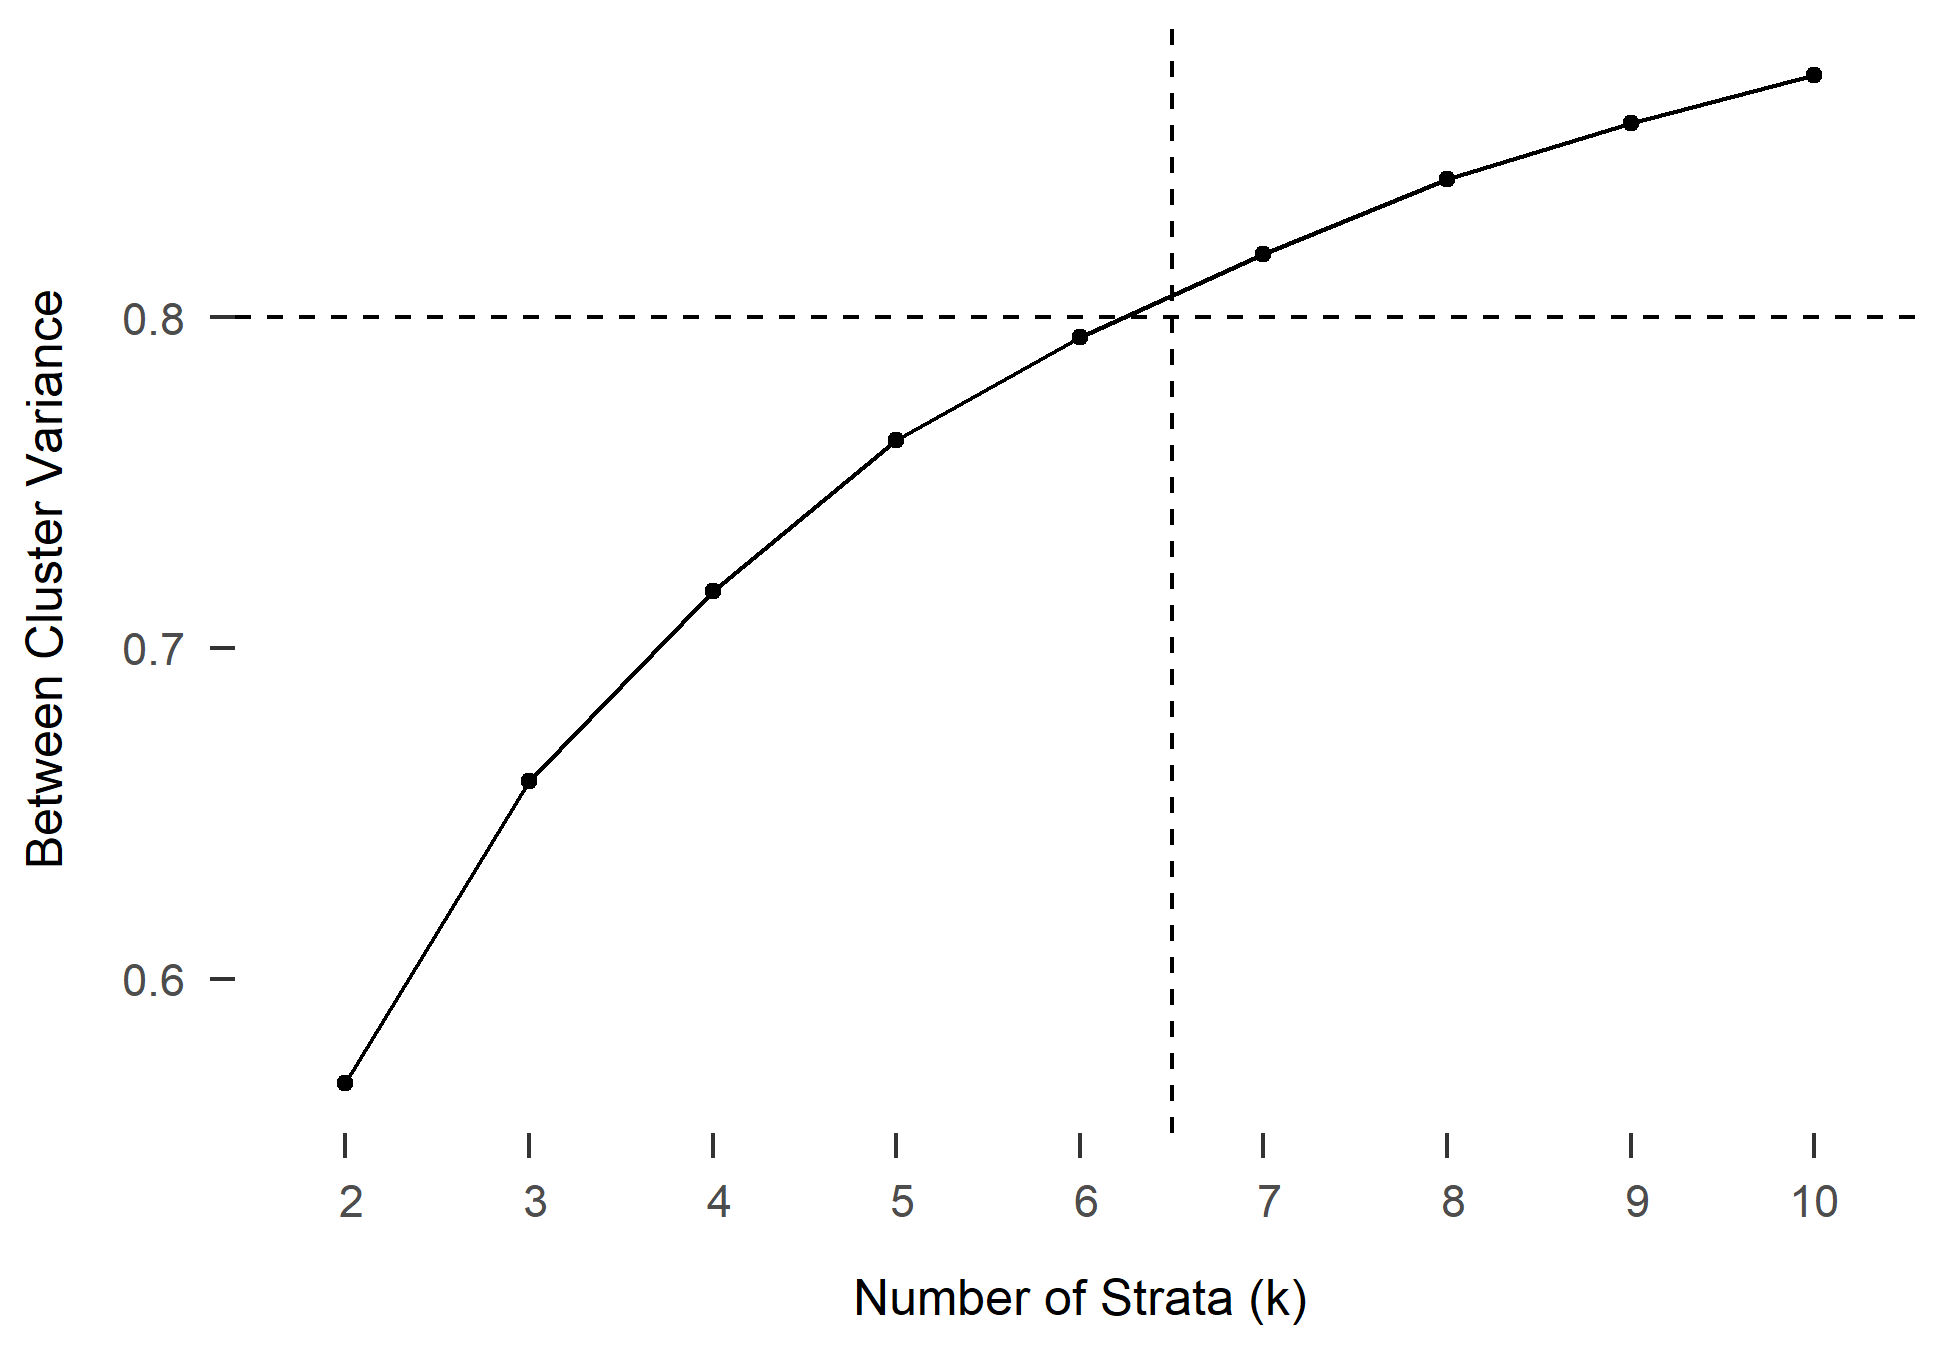 Between Cluster Variance
0.8
0.7
0.6
2 3 4 5 6 7 8 9 10
Number of Strata (k)